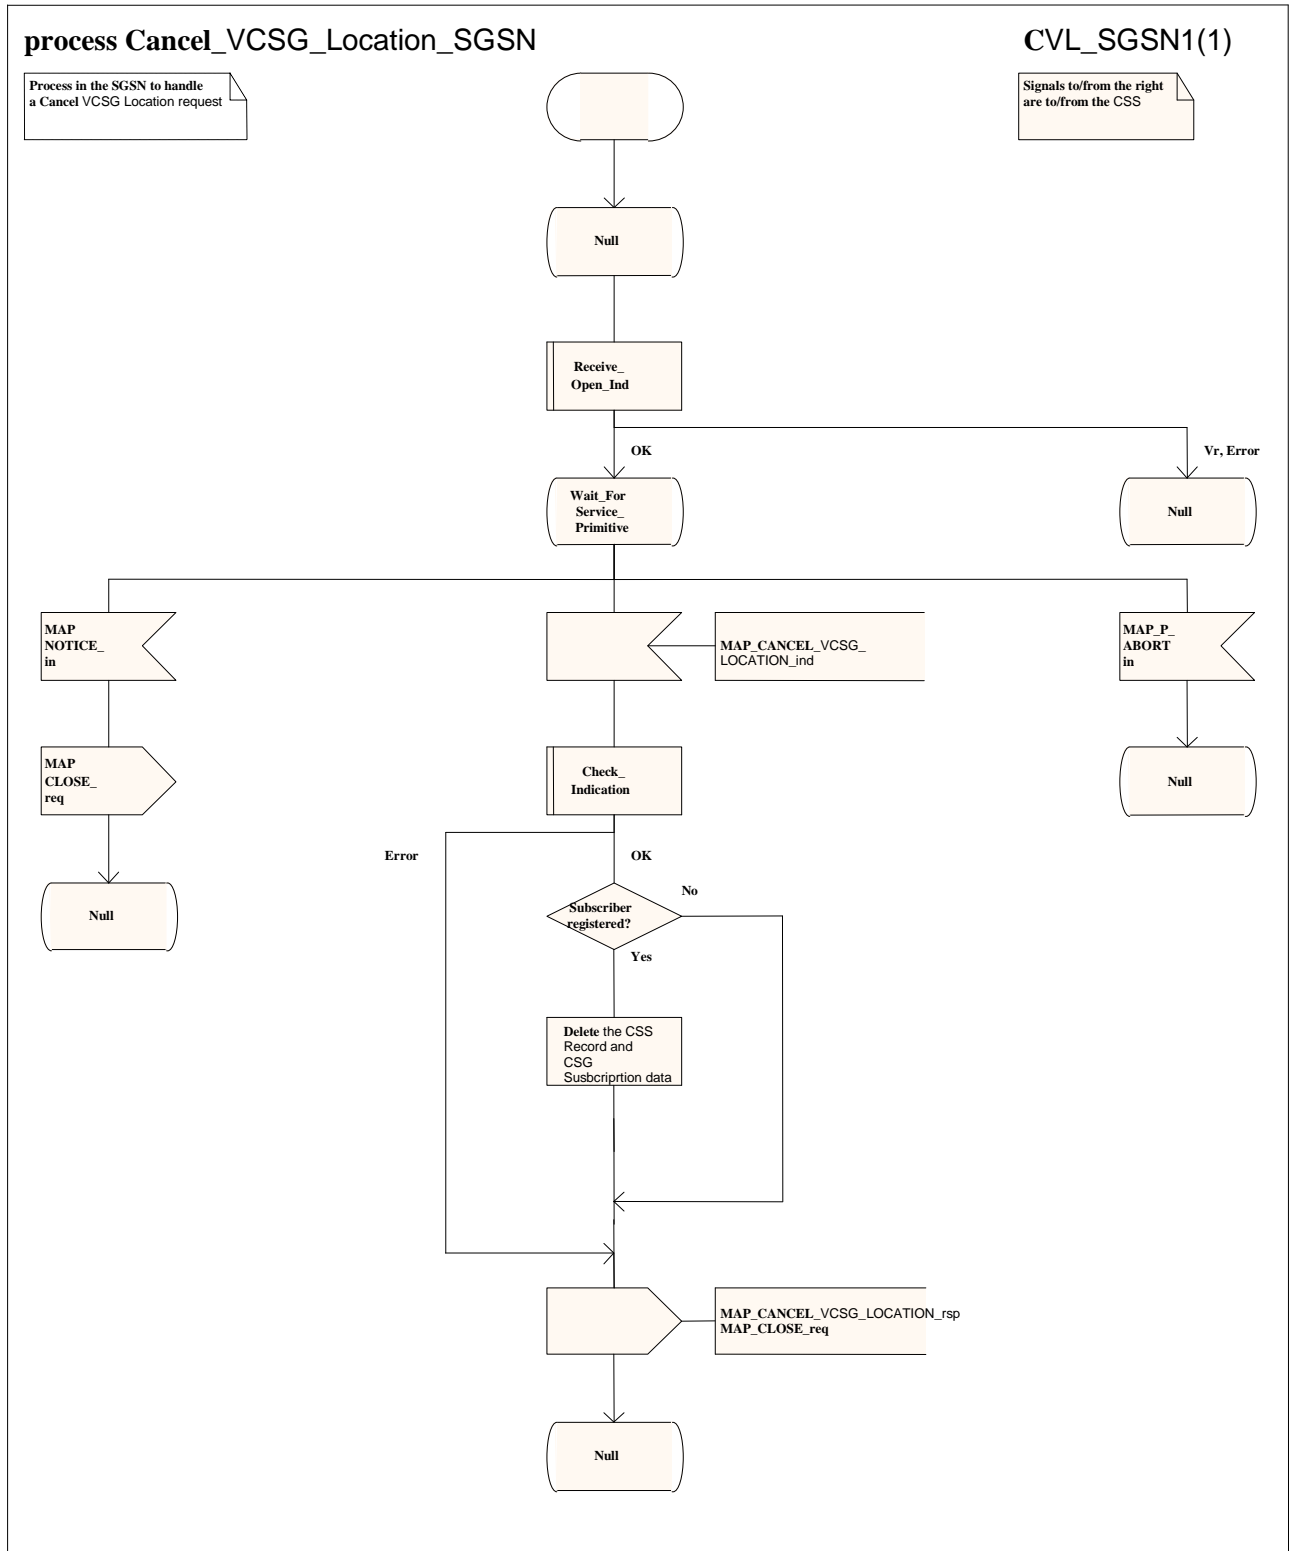 process Cancel_VCSG_Location_SGSN
CVL_SGSN1(1)
Process in the SGSN to handle
a Cancel VCSG Location request
Signals to/from the right
are to/from the CSS
Null
Receive_
Open_Ind
OK
Vr, Error
Wait_For
Service_
Primitive
Null
MAP
NOTICE_
in
MAP_CANCEL_VCSG_
LOCATION_ind
MAP_P_
ABORT
in
MAP
CLOSE_
req
Check_
Indication
Null
Error
OK
No
Null
Subscriber
registered?
Yes
Delete the CSS
Record and
CSG
Susbcriprtion data
MAP_CANCEL_VCSG_LOCATION_rsp
MAP_CLOSE_req
Null